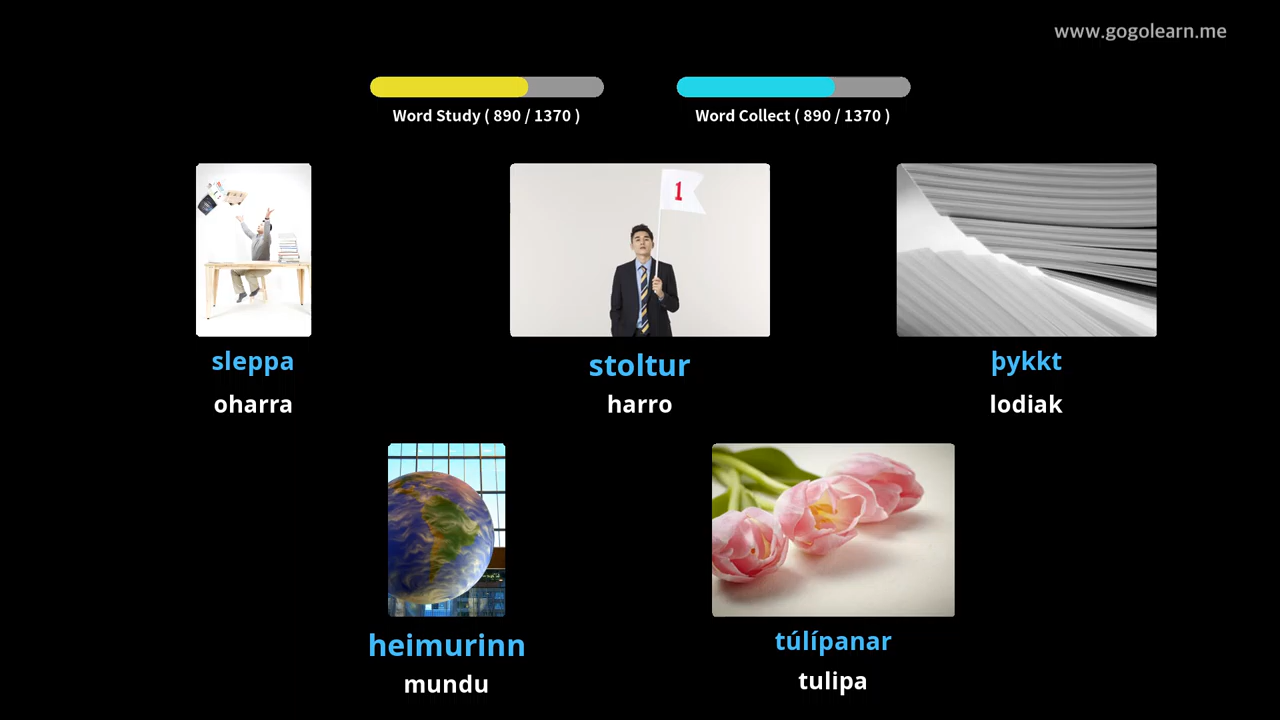 www.gogolearn.me
Word Study ( 890 / 1370 )
Word Collect ( 890 / 1370 )
1
sleppa
oharra
stoltur
harro
þykkt
lodiak
heimurinn
mundu
túlípanar
tulipa